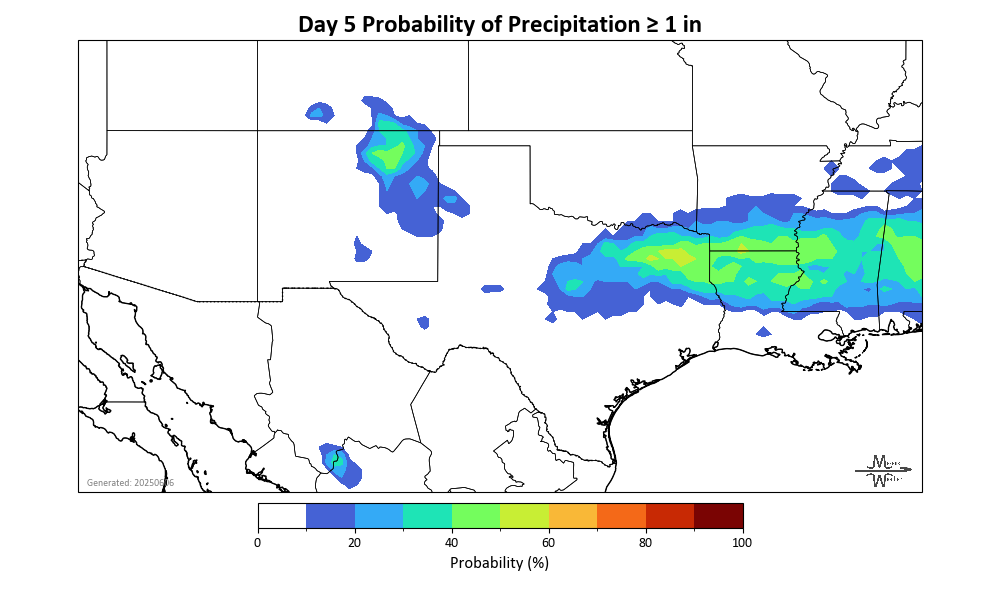 Day 5 Probability of Precipitation ≥ 1 in
Generated: 20250606
0 20 40 60 80 100
Probability (%)